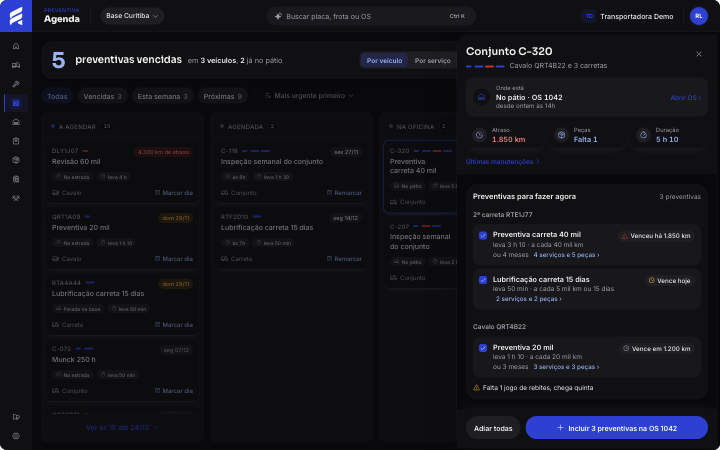 PREVENTIVA
Agenda
Base Curitiba
Buscar placa, frota ou OS
Ctrl K
TD
Transportadora Demo
RL
5 preventivas vencidas
em 3 veículos, 2 já no pátio
Por veículo
Por serviço
Todas
Vencidas 3
Esta semana 3
Próximas 9
Mais urgente primeiro
A AGENDAR 15
DLY1J07
4.300 km de atraso
Revisão 60 mil
Na estrada
leva 4 h
Cavalo
Marcar dia
QRT1A09
dom 29/11
Preventiva 20 mil
Na estrada
leva 1 h 10
Cavalo
Marcar dia
RTA4A44
dom 29/11
Lubrificação carreta 15 dias
Parada na base
leva 50 min
Carreta
Marcar dia
C-072
seg 07/12
Munck 250 h
Na estrada
leva 50 min
Conjunto
Marcar dia
Ver as 15 até 24/12
AGENDADA 2
C-118
seg 27/11
Inspeção semanal do conjunto
às 8h
leva 1 h 30
Conjunto
Remarcar
RTF2D10
seg 14/12
Lubrificação carreta 15 dias
às 7h
leva 50 min
Carreta
Remarcar
NA OFICINA 2
C-320
Preventiva
carreta 40 mil
No pátio
Conjunto
C-207
Inspeção semanal
do conjunto
No pátio
Conjunto
Conjunto C-320
Cavalo QRT4B22 e 3 carretas
Onde está
No pátio · OS 1042
desde ontem às 14h
Abrir OS ›
Atraso
1.850 km
Peças
Falta 1
Duração
5 h 10
Últimas manutenções ›
Preventivas para fazer agora
3 preventivas
2ª carreta RTE1J77
Preventiva carreta 40 mil
Venceu há 1.850 km
leva 3 h 10 · a cada 40 mil km
ou 4 meses 4 serviços e 5 peças ›
Lubrificação carreta 15 dias
Vence hoje
leva 50 min · a cada 5 mil km ou 15 dias
2 serviços e 2 peças ›
Cavalo QRT4B22
Preventiva 20 mil
Vence em 1.200 km
leva 1 h 10 · a cada 20 mil km
ou 3 meses 3 serviços e 3 peças ›
Falta 1 jogo de rebites, chega quinta
Adiar todas
+ Incluir 3 preventivas na OS 1042